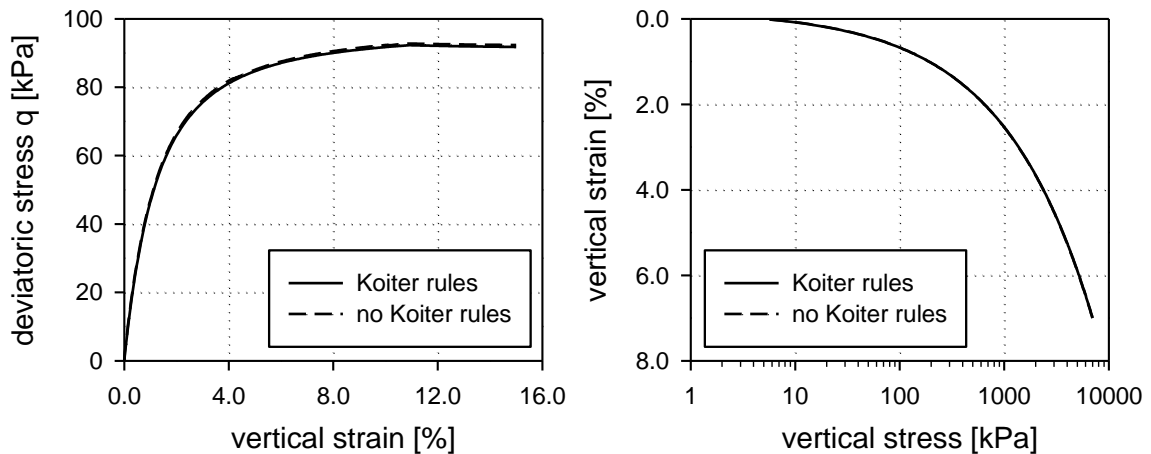 100
80
60
40
20
0
deviatoric stress q [kPa]
0.0
4.0
8.0
12.0
16.0
vertical strain [%]
Koiter rules
no Koiter rules
0.0
2.0
4.0
6.0
8.0
vertical strain [%]
1
10
100
1000
10000
vertical stress [kPa]
Koiter rules
no Koiter rules